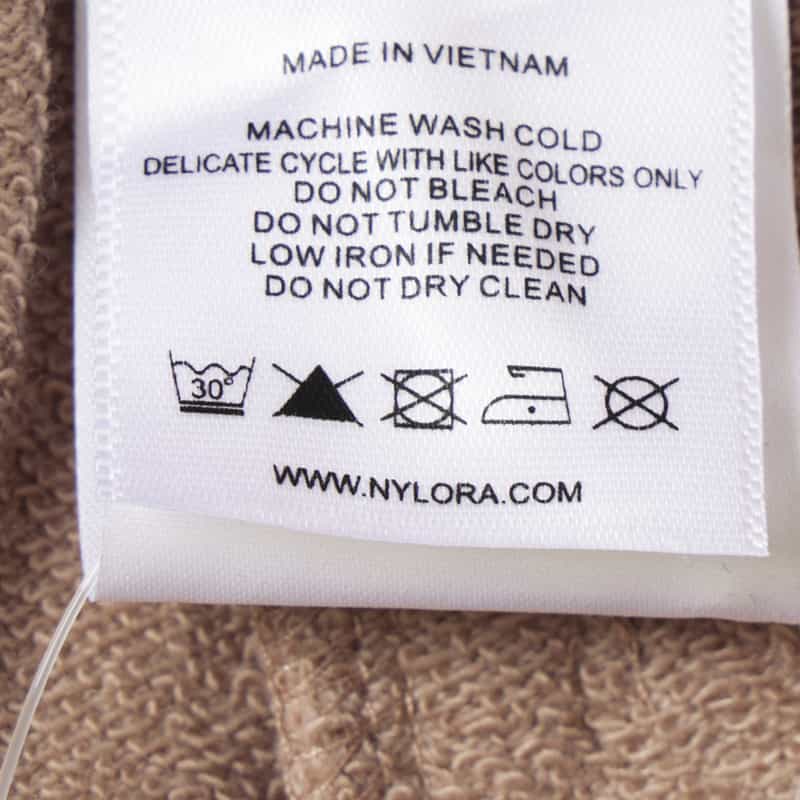 MADE IN VIETNAM
MACHINE WASH COLD
DELICATE CYCLE WITH LIKE COLORS ONLY
DO NOT BLEACH
DO NOT TUMBLE DRY
LOW IRON IF NEEDED
DO NOT DRY CLEAN
30°
WWW.NYLORA.COM